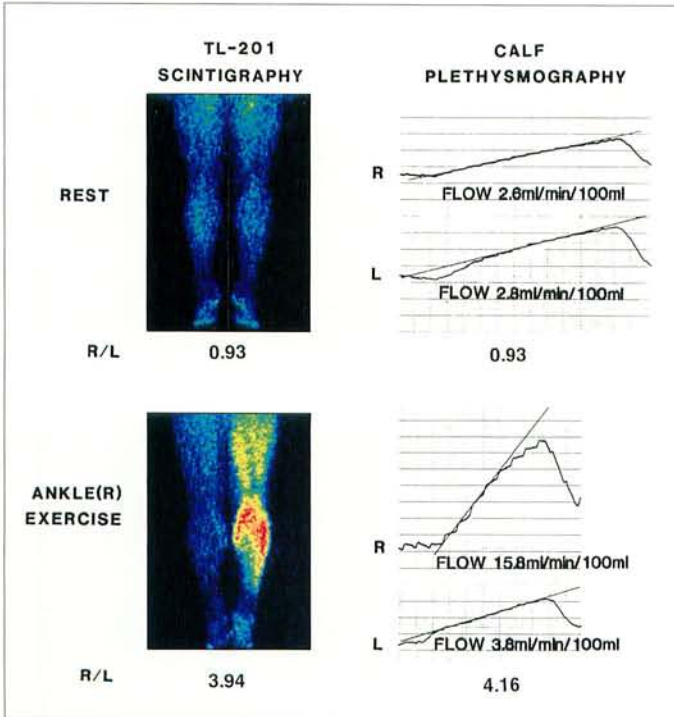 TL-201
SCINTIGRAPHY
CALF
PLETHYSMOGRAPHY
REST
R
FLOW 2.6ml/min/100ml
L
FLOW 2.8ml/min/100ml
R/L
0.93
0.93
ANKLE(R)
EXERCISE
R
FLOW 15.8ml/min/100ml
L
FLOW 3.8ml/min/100ml
R/L
3.94
4.16